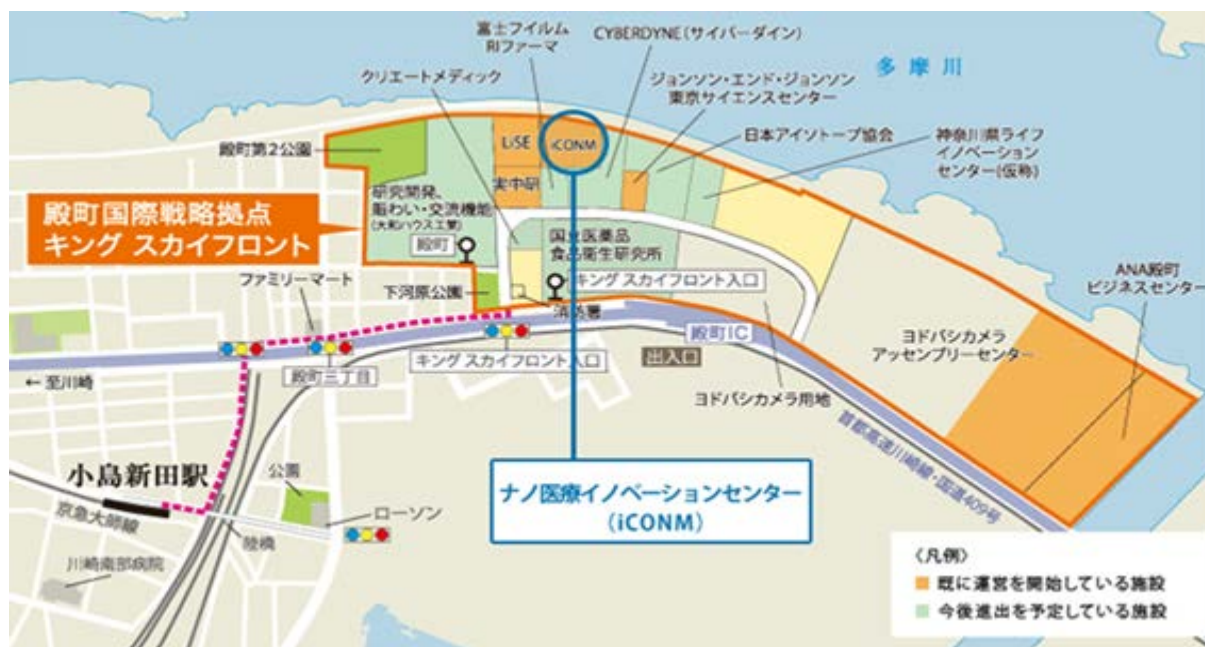 富士フイルム
RIファーマ
CYBERDYNE(サイバーダイン)
多摩川
クリエートメディック
ジョンソン・エンド・ジョンソン
東京サイエンスセンター
日本アイソトープ協会
神奈川県ライフ
イノベーション
センター(仮称)
殿町第2公園
LiSE
iCONM
実中研
研究開発、
賑わい・交流機能
(大和ハウス工業)
殿町国際戦略拠点
キング スカイフロント
殿町
国立医薬品
食品衛生研究所
キング スカイフロント入口
ファミリーマート
下河原公園
消防署
ANA殿町
ビジネスセンター
ヨドバシカメラ
アッセンブリーセンター
殿町IC
出入口
キング スカイフロント入口
殿町三丁目
← 至川崎
ヨドバシカメラ用地
首都高速川崎線・国道409号
小島新田駅
公園
ローソン
京急大師線
陸橋
川崎南部病院
ナノ医療イノベーションセンター
(iCONM)
〈凡例〉
既に運営を開始している施設
今後進出を予定している施設